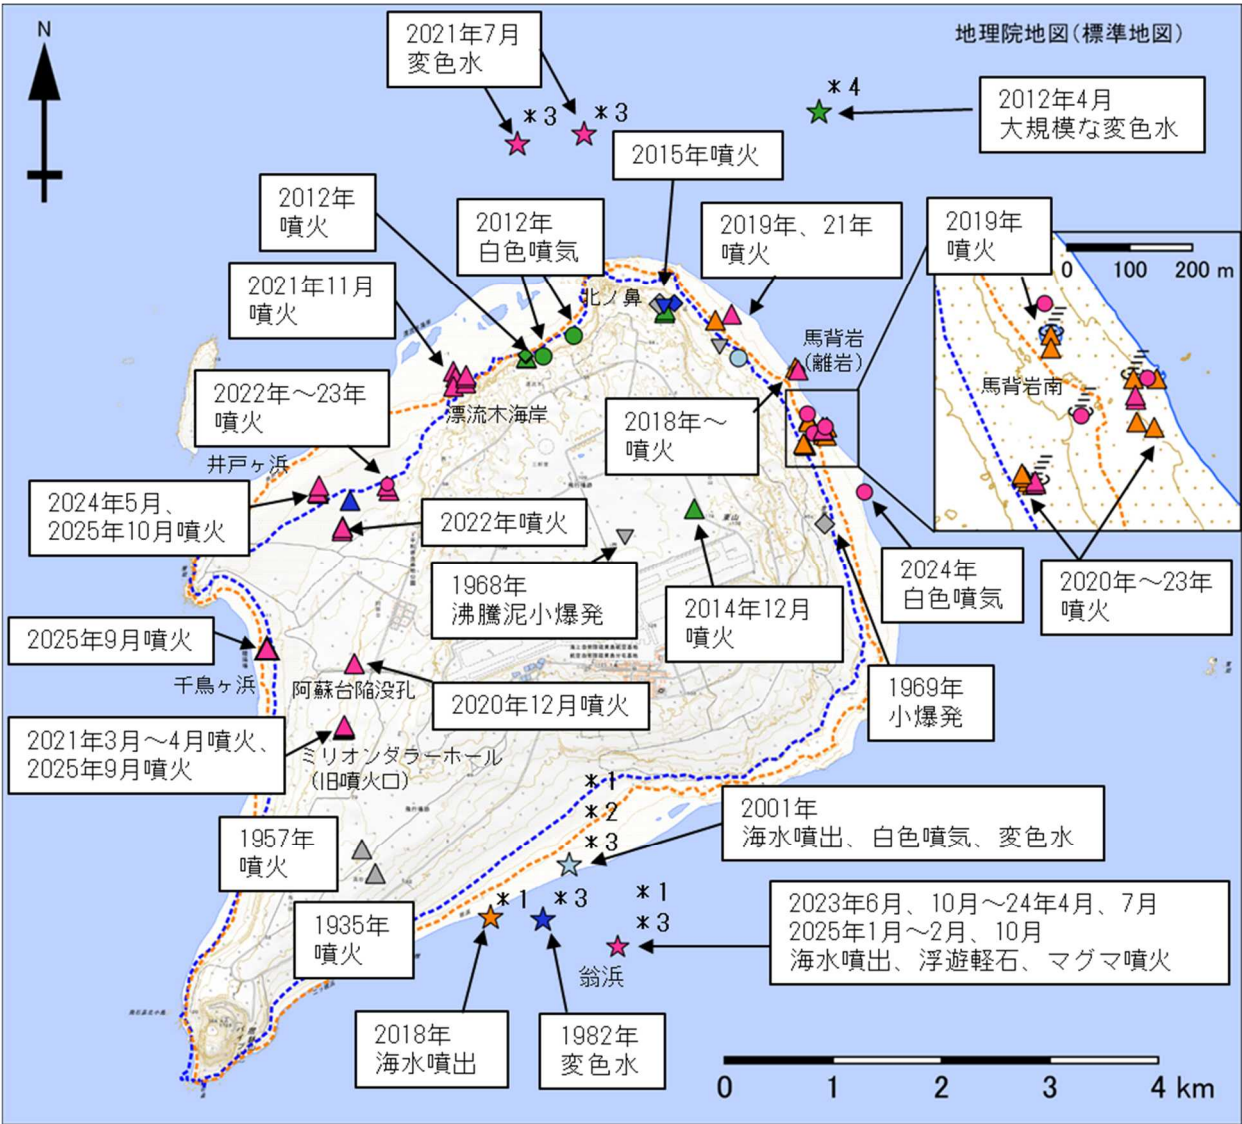 N
地理院地図(標準地図)
2021年7月
変色水
*3
*3
*4
2012年4月
大規模な変色水
2015年噴火
2012年
噴火
2012年
白色噴気
2019年、21年
噴火
2019年
噴火
0 100 200 m
2021年11月
噴火
北ノ鼻
馬背岩
(離岩)
馬背岩南
2022年～23年
噴火
漂流木海岸
2018年～
噴火
井戸ヶ浜
2024年5月、
2025年10月噴火
2022年噴火
東山
1968年
沸騰泥小爆発
2014年12月
噴火
2024年
白色噴気
2020年～23年
噴火
2025年9月噴火
千鳥ヶ浜
阿蘇台陥没孔
2020年12月噴火
1969年
小爆発
2021年3月～4月噴火、
2025年9月噴火
ミリオンダラーホール
(旧噴火口)
*1
*2
*3
2001年
海水噴出、白色噴気、変色水
1957年
噴火
*1
*3
*1
*3
2023年6月、10月～24年4月、7月
2025年1月～2月、10月
海水噴出、浮遊軽石、マグマ噴火
1935年
噴火
翁浜
2018年
海水噴出
1982年
変色水
0 1 2 3 4 km